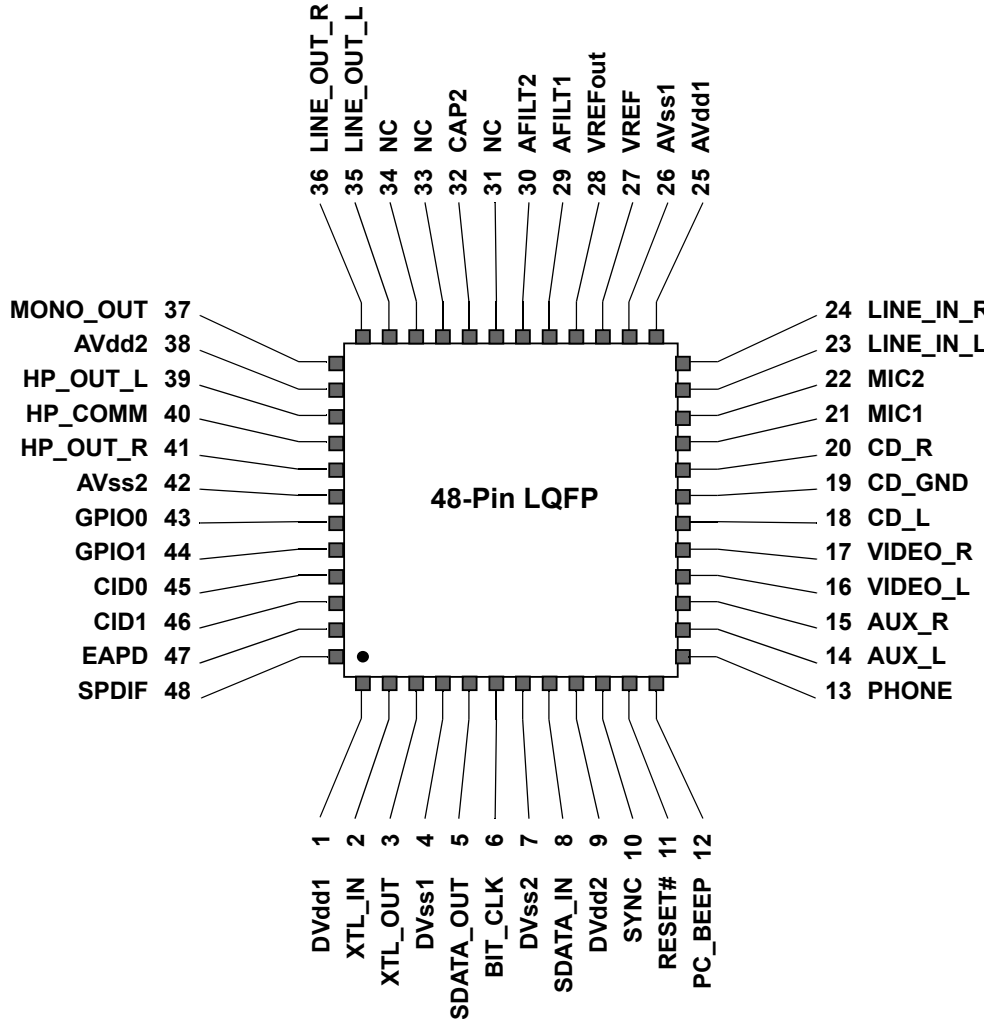 36 LINE_OUT_R
35 LINE_OUT_L
34 NC
33 NC
32 CAP2
31 NC
30 AFILT2
29 AFILT1
28 VREFout
27 VREF
26 AVss1
25 AVdd1
MONO_OUT 37
AVdd2 38
HP_OUT_L 39
HP_COMM 40
HP_OUT_R 41
AVss2 42
GPIO0 43
GPIO1 44
CID0 45
CID1 46
EAPD 47
SPDIF 48
48-Pin LQFP
24 LINE_IN_R
23 LINE_IN_L
22 MIC2
21 MIC1
20 CD_R
19 CD_GND
18 CD_L
17 VIDEO_R
16 VIDEO_L
15 AUX_R
14 AUX_L
13 PHONE
DVdd1 1
XTL_IN 2
XTL_OUT 3
DVss1 4
SDATA_OUT 5
BIT_CLK 6
DVss2 7
SDATA_IN 8
DVdd2 9
SYNC 10
RESET# 11
PC_BEEP 12